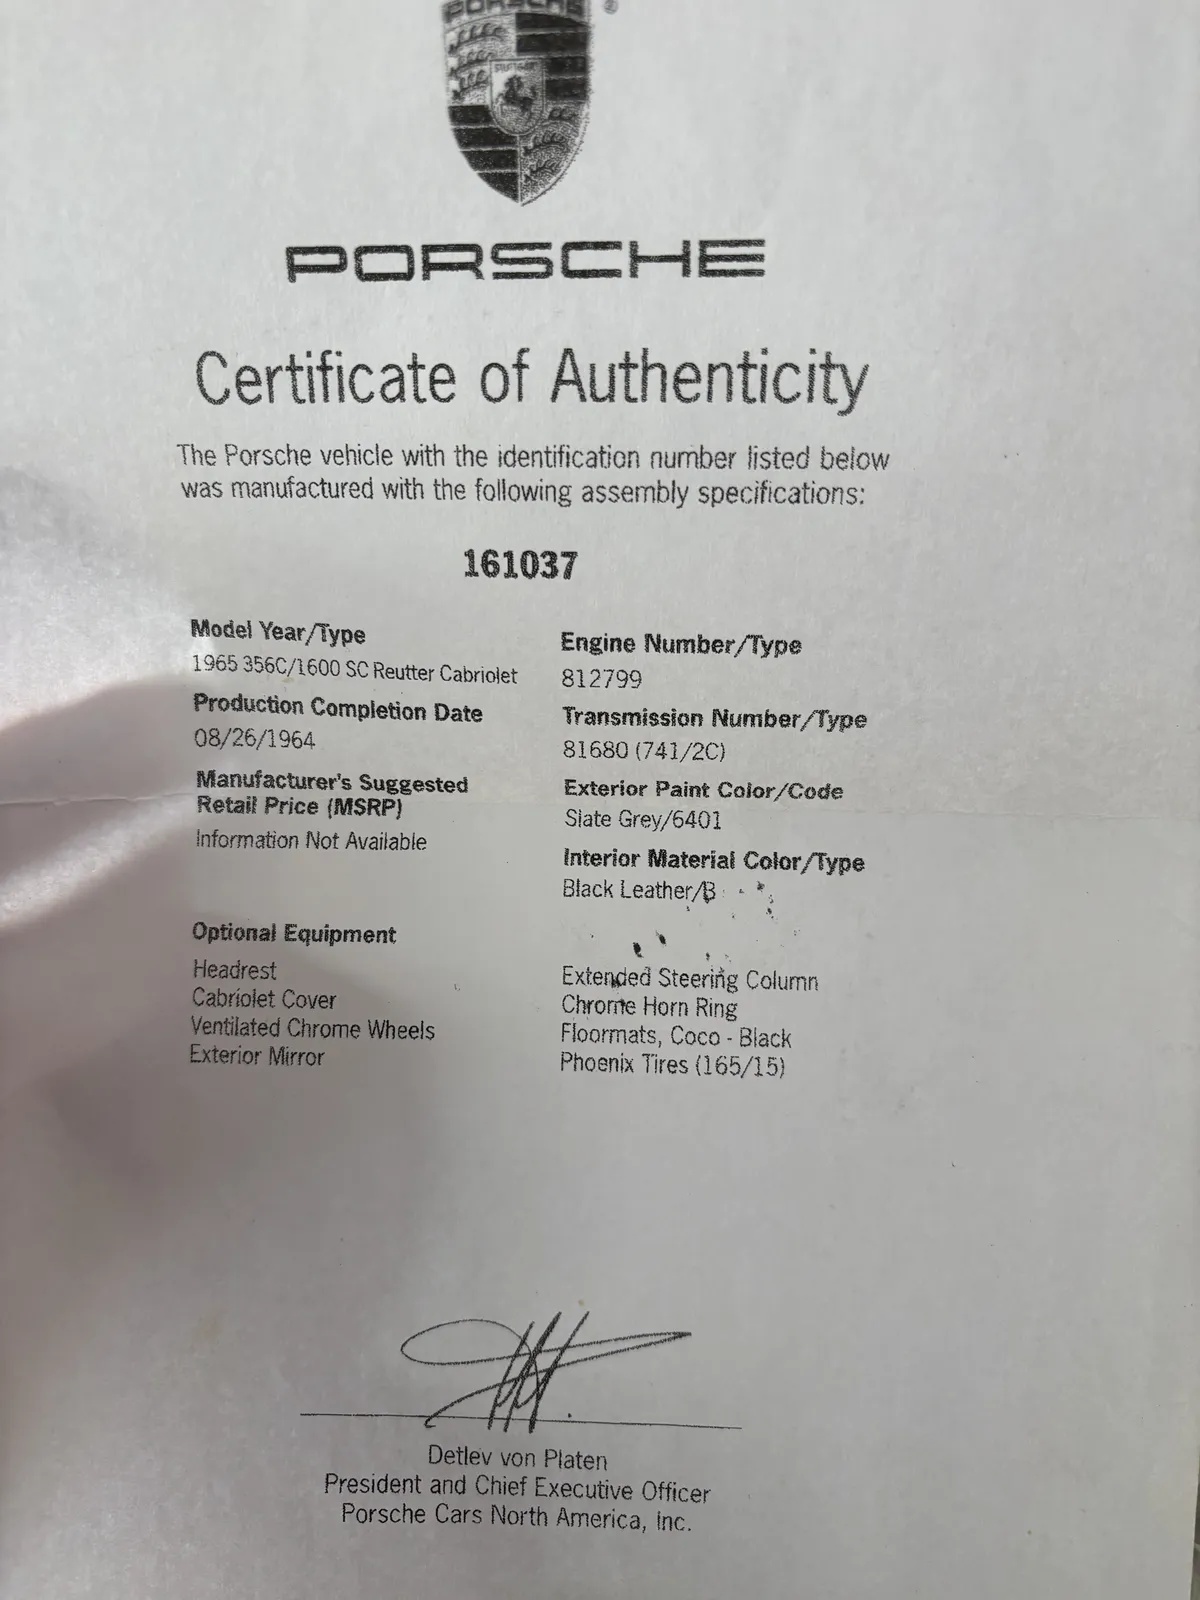 PORSCHE
STUTTGART
PORSCHE
Certificate of Authenticity
The Porsche vehicle with the identification number listed below
was manufactured with the following assembly specifications:
161037
Model Year/Type
1965 356C/1600 SC Reutter Cabriolet
Production Completion Date
08/26/1964
Manufacturer's Suggested
Retail Price (MSRP)
Information Not Available
Engine Number/Type
812799
Transmission Number/Type
81680 (741/2C)
Exterior Paint Color/Code
Slate Grey/6401
Interior Material Color/Type
Black Leather/B
Optional Equipment
Headrest
Cabriolet Cover
Ventilated Chrome Wheels
Exterior Mirror
Extended Steering Column
Chrome Horn Ring
Floormats, Coco - Black
Phoenix Tires (165/15)
Detlev von Platen
President and Chief Executive Officer
Porsche Cars North America, Inc.